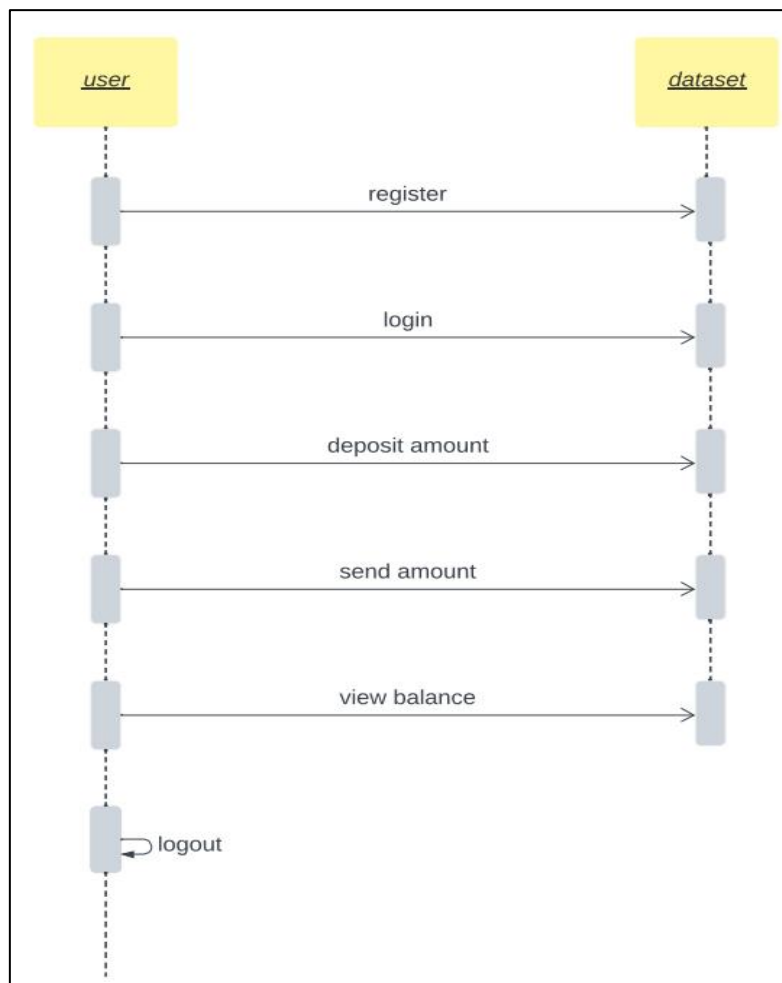 user
dataset
register
login
deposit amount
send amount
view balance
logout